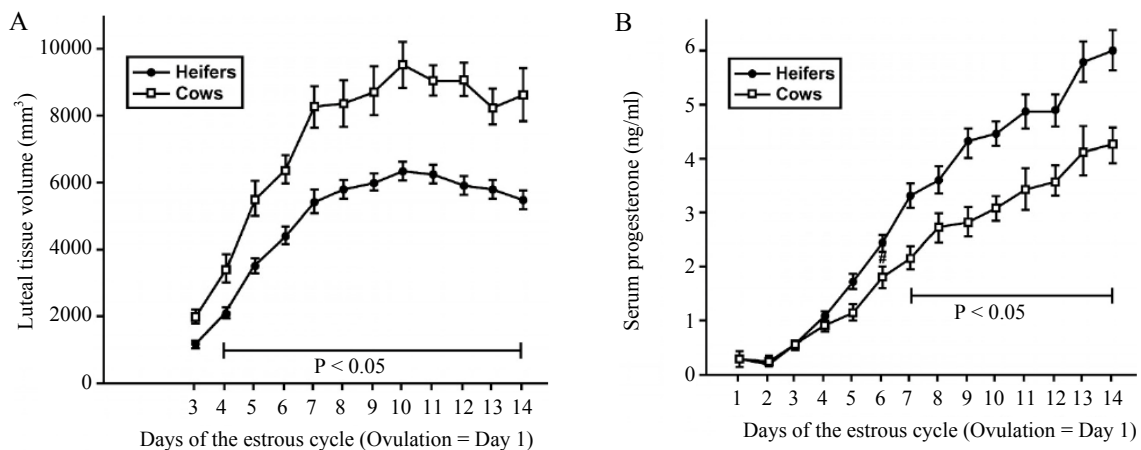 A
Luteal tissue volume (mm³)
10000
8000
6000
4000
2000
0
Heifers
Cows
P < 0.05
3 4 5 6 7 8 9 10 11 12 13 14
Days of the estrous cycle (Ovulation = Day 1)
B
Serum progesterone (ng/ml)
6
5
4
3
2
1
0
Heifers
Cows
#
P < 0.05
1 2 3 4 5 6 7 8 9 10 11 12 13 14
Days of the estrous cycle (Ovulation = Day 1)